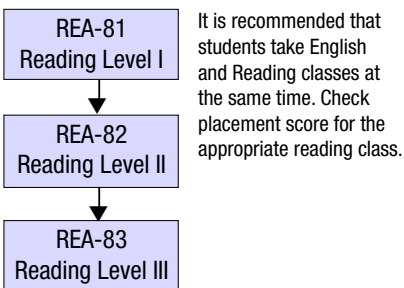 REA-81
Reading Level I
REA-82
Reading Level II
REA-83
Reading Level III
It is recommended that
students take English
and Reading classes at
the same time. Check
placement score for the
appropriate reading class.